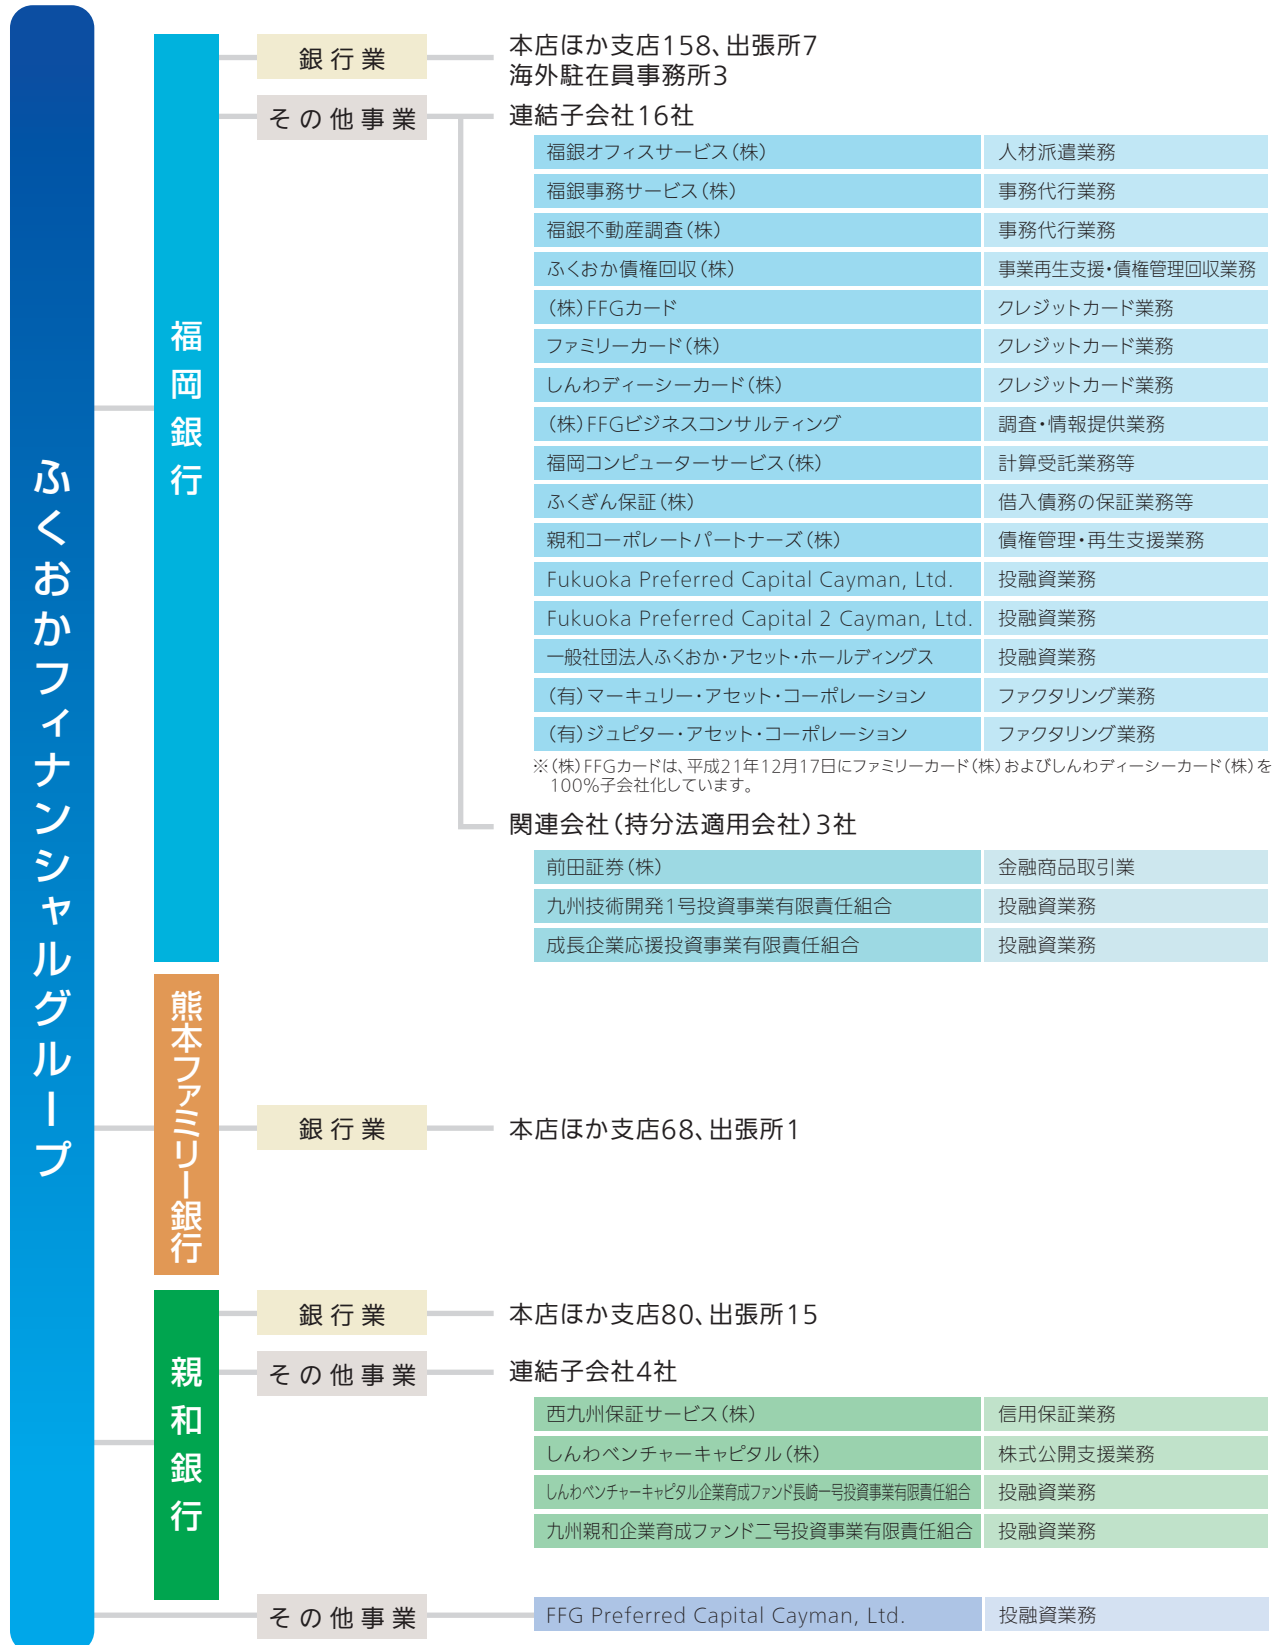 ふくおかフィナンシャルグループ
福岡銀行
銀行業
本店ほか支店158、出張所7
海外駐在員事務所3
その他事業
連結子会社16社
福銀オフィスサービス(株) 人材派遣業務
福銀事務サービス(株) 事務代行業務
福銀不動産調査(株) 事務代行業務
ふくおか債権回収(株) 事業再生支援・債権管理回収業務
(株)FFGカード クレジットカード業務
ファミリーカード(株) クレジットカード業務
しんわディーシーカード(株) クレジットカード業務
(株)FFGビジネスコンサルティング 調査・情報提供業務
福岡コンピューターサービス(株) 計算受託業務等
ふくぎん保証(株) 借入債務の保証業務等
親和コーポレートパートナーズ(株) 債権管理・再生支援業務
Fukuoka Preferred Capital Cayman, Ltd. 投融資業務
Fukuoka Preferred Capital 2 Cayman, Ltd. 投融資業務
一般社団法人ふくおか・アセット・ホールディングス 投融資業務
(有)マーキュリー・アセット・コーポレーション ファクタリング業務
(有)ジュピター・アセット・コーポレーション ファクタリング業務
※(株)FFGカードは、平成21年12月17日にファミリーカード(株)およびしんわディーシーカード(株)を
100%子会社化しています。
関連会社(持分法適用会社)3社
前田証券(株) 金融商品取引業
九州技術開発1号投資事業有限責任組合 投融資業務
成長企業応援投資事業有限責任組合 投融資業務
熊本ファミリー銀行
銀行業
本店ほか支店68、出張所1
親和銀行
銀行業
本店ほか支店80、出張所15
その他事業
連結子会社4社
西九州保証サービス(株) 信用保証業務
しんわベンチャーキャピタル(株) 株式公開支援業務
しんわベンチャーキャピタル企業育成ファンド長崎一号投資事業有限責任組合 投融資業務
九州親和企業育成ファンド二号投資事業有限責任組合 投融資業務
その他事業
FFG Preferred Capital Cayman, Ltd. 投融資業務